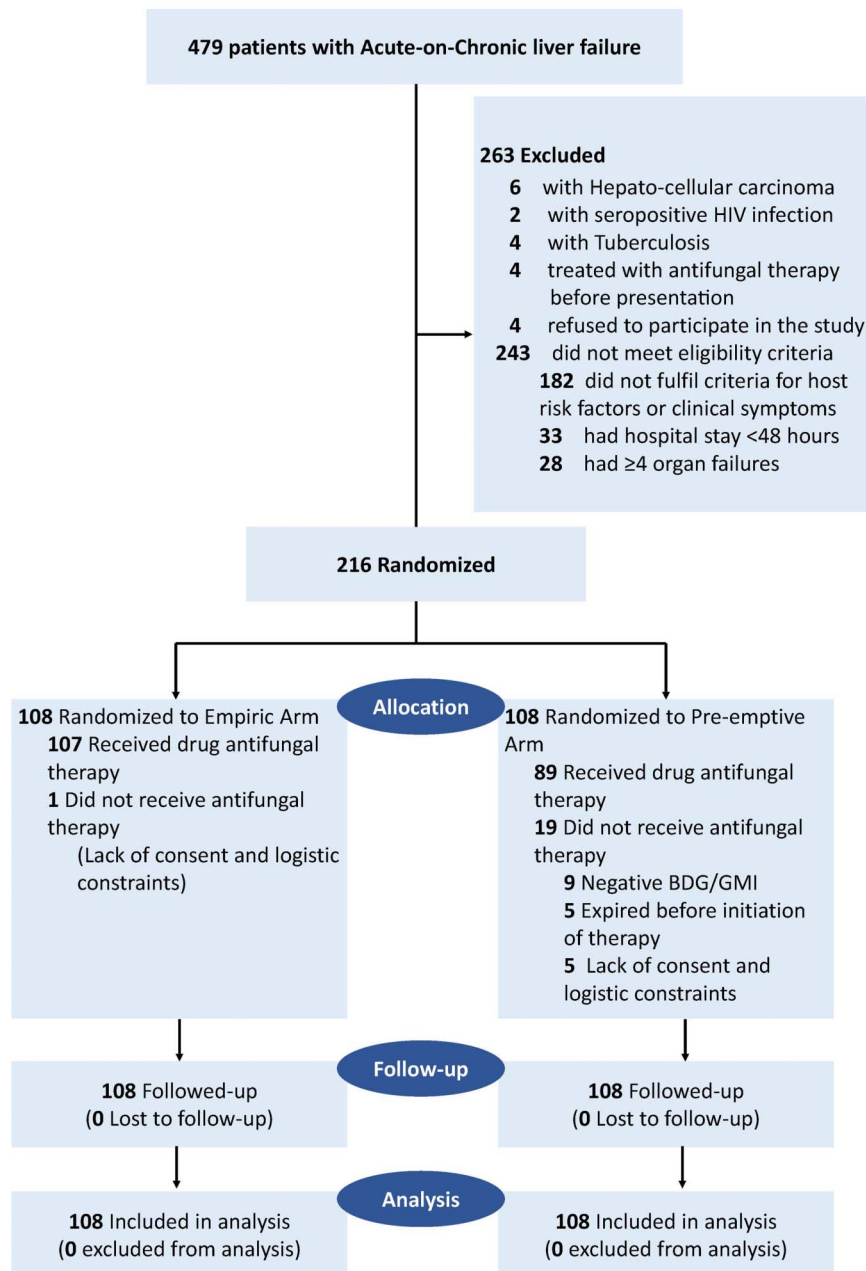 479 patients with Acute-on-Chronic liver failure
263 Excluded
6 with Hepato-cellular carcinoma
2 with seropositive HIV infection
4 with Tuberculosis
4 treated with antifungal therapy
before presentation
4 refused to participate in the study
243 did not meet eligibility criteria
182 did not fulfil criteria for host
risk factors or clinical symptoms
33 had hospital stay <48 hours
28 had ≥4 organ failures
216 Randomized
Allocation
108 Randomized to Empiric Arm
107 Received drug antifungal
therapy
1 Did not receive antifungal
therapy
(Lack of consent and logistic
constraints)
108 Randomized to Pre-emptive
Arm
89 Received drug antifungal
therapy
19 Did not receive antifungal
therapy
9 Negative BDG/GMI
5 Expired before initiation
of therapy
5 Lack of consent and
logistic constraints
Follow-up
108 Followed-up
(0 Lost to follow-up)
108 Followed-up
(0 Lost to follow-up)
Analysis
108 Included in analysis
(0 excluded from analysis)
108 Included in analysis
(0 excluded from analysis)